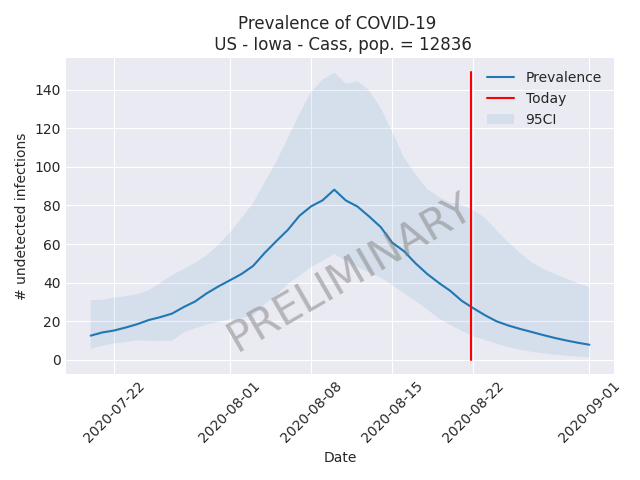 Prevalence of COVID-19
US - Iowa - Cass, pop. = 12836
Prevalence
Today
95CI
# undetected infections
140
120
100
80
60
40
20
0
PRELIMINARY
2020-07-22
2020-08-01
2020-08-08
2020-08-15
2020-08-22
2020-09-01
Date